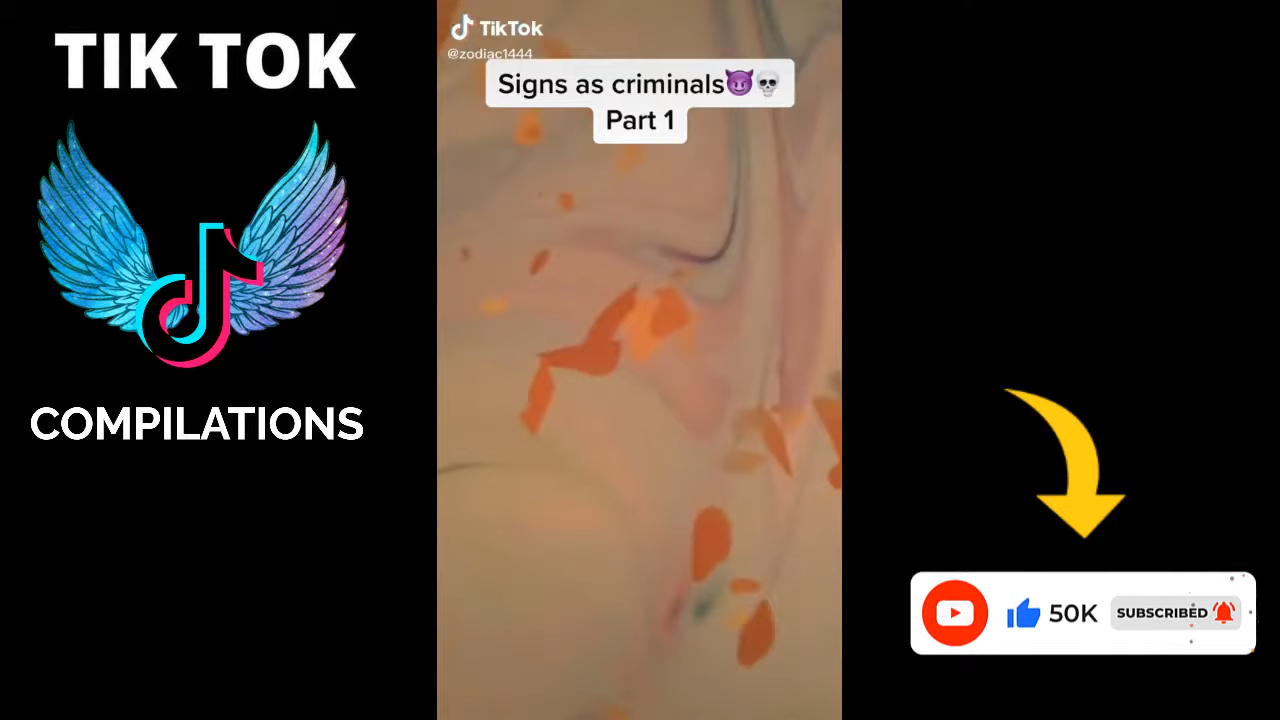 TIK TOK
COMPILATIONS
TikTok
@zodiac1444
Signs as criminals😈💀
Part 1
50K
SUBSCRIBED